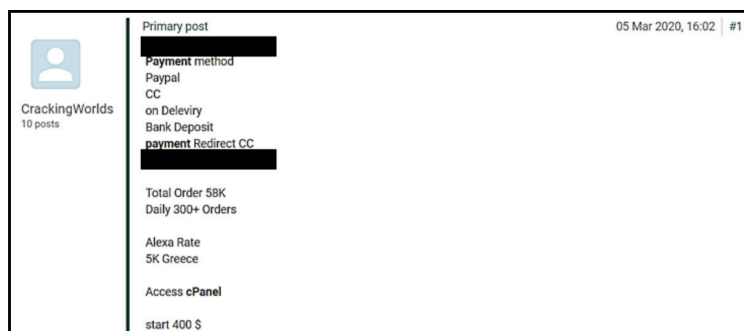 Primary post
05 Mar 2020, 16:02 #1
CrackingWorlds
10 posts
Payment method
Paypal
CC
on Deleviry
Bank Deposit
payment Redirect CC
Total Order 58K
Daily 300+ Orders
Alexa Rate
5K Greece
Access cPanel
start 400 $